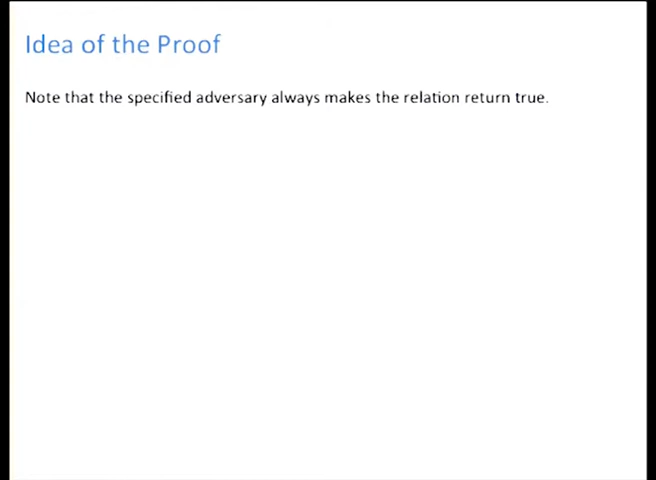 Idea of the Proof
Note that the specified adversary always makes the relation return true.